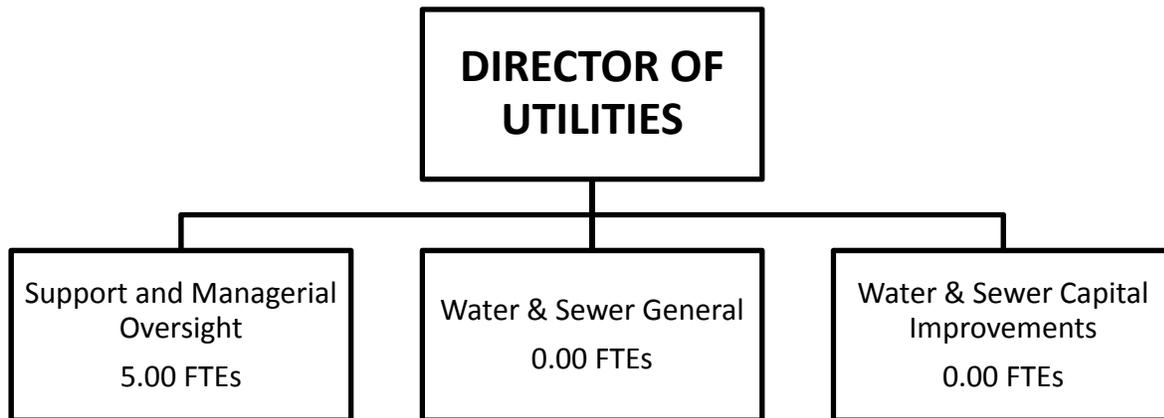 DIRECTOR OF
UTILITIES
Support and Managerial
Oversight
5.00 FTEs
Water & Sewer General
0.00 FTEs
Water & Sewer Capital
Improvements
0.00 FTEs